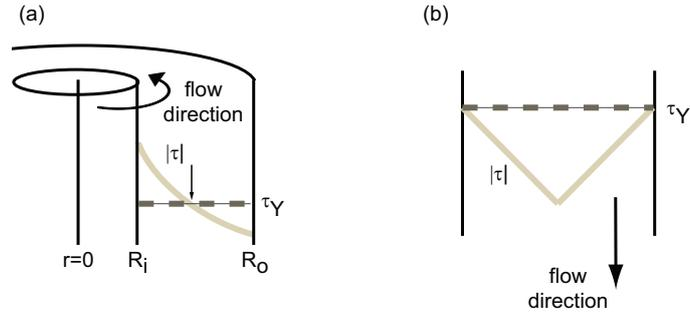 (a)
flow
direction
|τ|
τY
r=0
Ri
Ro
(b)
τY
|τ|
flow
direction